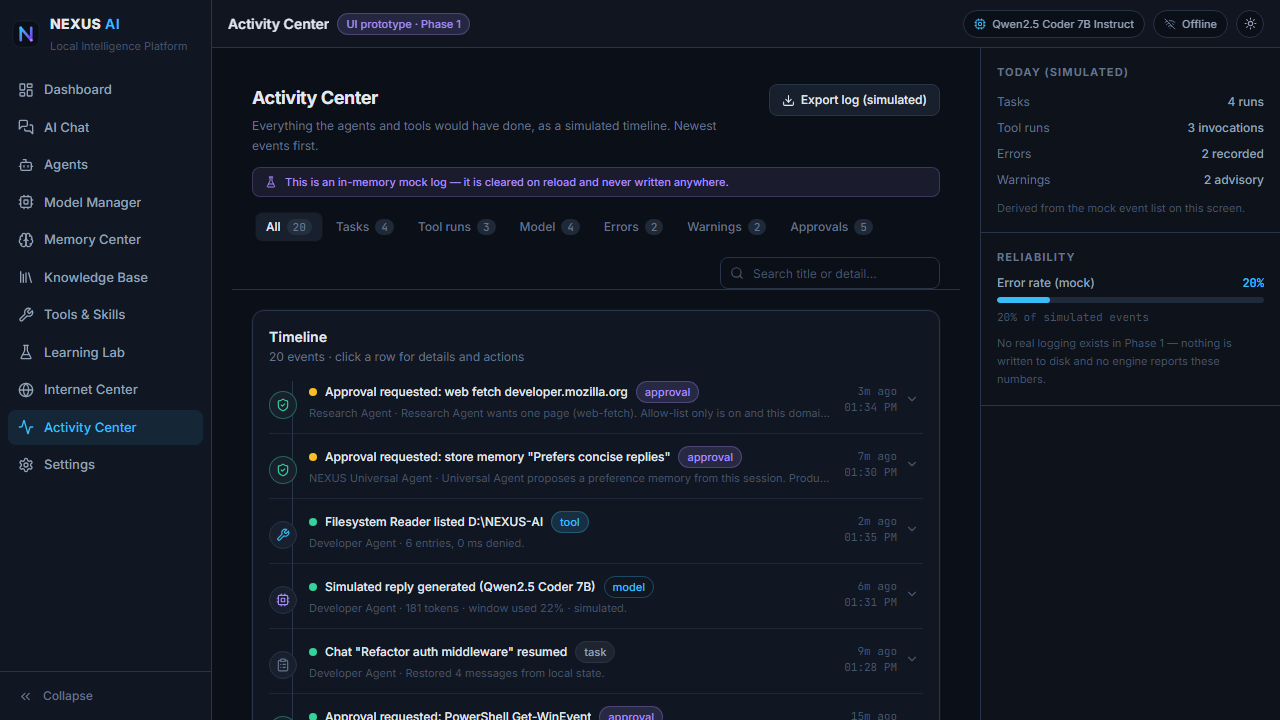 NEXUS AI
Local Intelligence Platform
Dashboard
AI Chat
Agents
Model Manager
Memory Center
Knowledge Base
Tools & Skills
Learning Lab
Internet Center
Activity Center
Settings
Collapse
Activity Center
UI prototype · Phase 1
Qwen2.5 Coder 7B Instruct
Offline
Activity Center
Export log (simulated)
Everything the agents and tools would have done, as a simulated timeline. Newest
events first.
This is an in-memory mock log — it is cleared on reload and never written anywhere.
All 20 Tasks 4 Tool runs 3 Model 4 Errors 2 Warnings 2 Approvals 5
Search title or detail...
Timeline
20 events · click a row for details and actions
Approval requested: web fetch developer.mozilla.org approval 3m ago
Research Agent · Research Agent wants one page (web-fetch). Allow-list only is on and this domai... 01:34 PM
Approval requested: store memory "Prefers concise replies" approval 7m ago
NEXUS Universal Agent · Universal Agent proposes a preference memory from this session. Produ... 01:30 PM
Filesystem Reader listed D:\NEXUS-AI tool 2m ago
Developer Agent · 6 entries, 0 ms denied. 01:35 PM
Simulated reply generated (Qwen2.5 Coder 7B) model 6m ago
Developer Agent · 181 tokens · window used 22% · simulated. 01:31 PM
Chat "Refactor auth middleware" resumed task 9m ago
Developer Agent · Restored 4 messages from local state. 01:28 PM
Approval requested: PowerShell Get-WinEvent approval 15m ago
TODAY (SIMULATED)
Tasks 4 runs
Tool runs 3 invocations
Errors 2 recorded
Warnings 2 advisory
Derived from the mock event list on this screen.
RELIABILITY
Error rate (mock) 20%
20% of simulated events
No real logging exists in Phase 1 — nothing is
written to disk and no engine reports these
numbers.